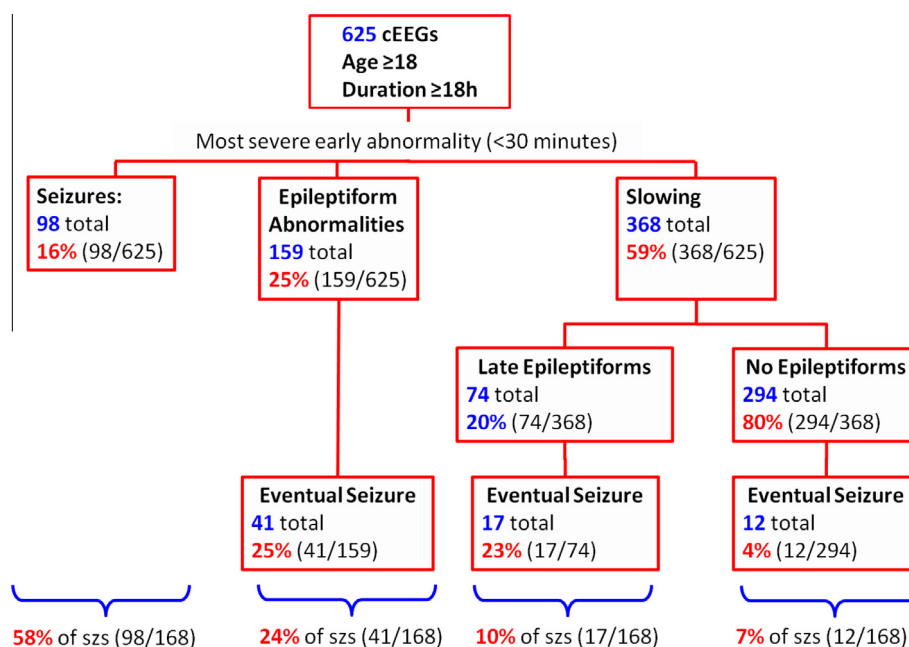 625 cEEGs
Age ≥18
Duration ≥18h
Most severe early abnormality (<30 minutes)
Seizures:
98 total
16% (98/625)
Epileptiform
Abnormalities
159 total
25% (159/625)
Slowing
368 total
59% (368/625)
Late Epileptiforms
74 total
20% (74/368)
No Epileptiforms
294 total
80% (294/368)
Eventual Seizure
41 total
25% (41/159)
Eventual Seizure
17 total
23% (17/74)
Eventual Seizure
12 total
4% (12/294)
58% of szs (98/168)
24% of szs (41/168)
10% of szs (17/168)
7% of szs (12/168)